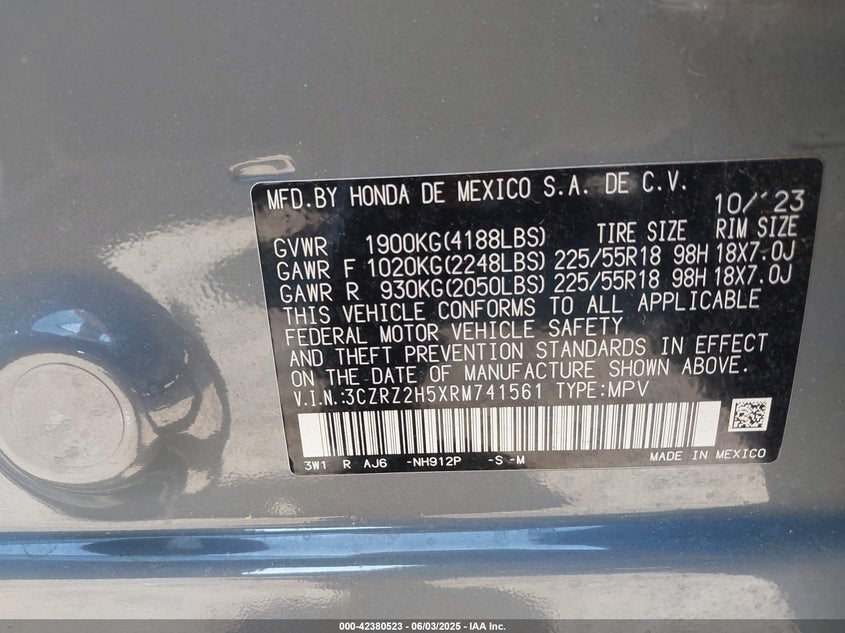 MFD.BY HONDA DE MEXICO S.A. DE C.V.
10/'23
GVWR 1900KG(4188LBS) TIRE SIZE RIM SIZE
GAWR F 1020KG(2248LBS) 225/55R18 98H 18X7.0J
GAWR R 930KG(2050LBS) 225/55R18 98H 18X7.0J
THIS VEHICLE CONFORMS TO ALL APPLICABLE
FEDERAL MOTOR VEHICLE SAFETY
AND THEFT PREVENTION STANDARDS IN EFFECT
ON THE DATE OF MANUFACTURE SHOWN ABOVE.
V.I.N.:3CZRZ2H5XRM741561 TYPE:MPV
3W1 R AJ6 -NH912P -S -M MADE IN MEXICO
000-42380523 - 06/03/2025 - IAA Inc.